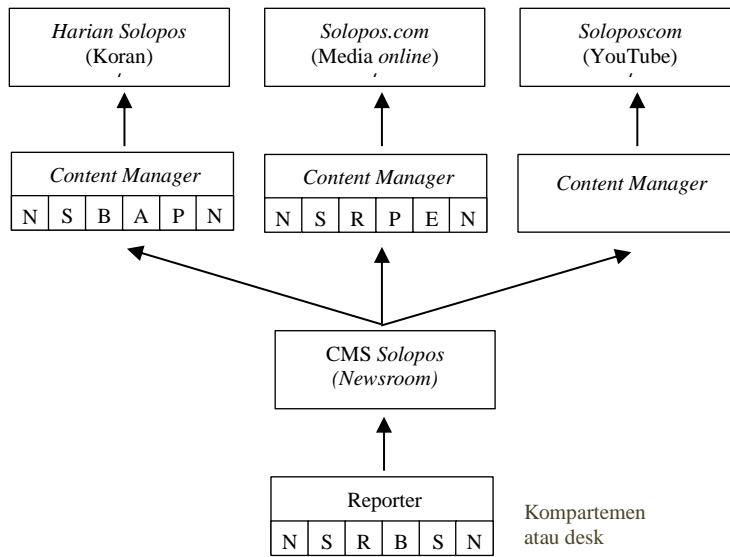 Harian Solopos
(Koran)
Solopos.com
(Media online)
Soloposcom
(YouTube)
Content Manager
N S B A P N
Content Manager
N S R P E N
Content Manager
CMS Solopos
(Newsroom)
Reporter
N S R B S N
Kompartemen
atau desk